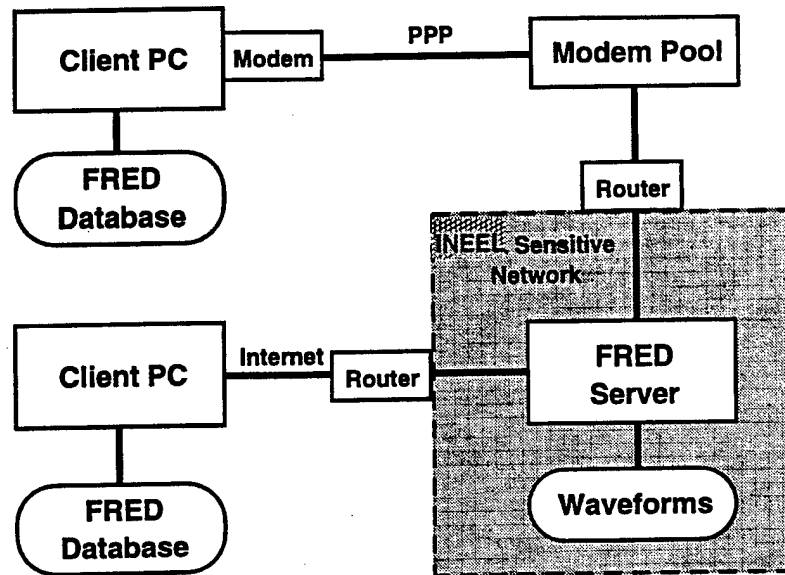 Client PC
Modem
PPP
Modem Pool
FRED
Database
Router
INEEL Sensitive
Network
Client PC
Internet
Router
FRED
Server
FRED
Database
Waveforms